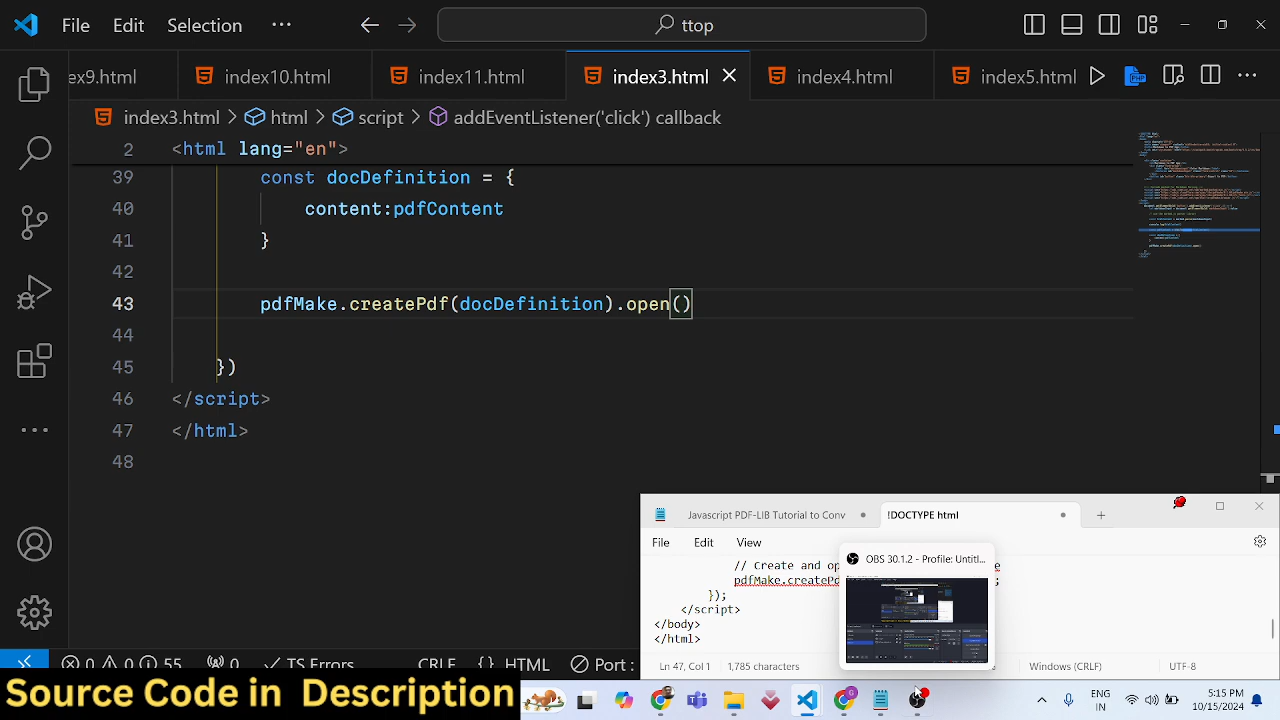 File Edit Selection ··· ttop
ex9.html index10.html index11.html index3.html index4.html index5.html
index3.html > html > script > addEventListener('click') callback
2 <html lang="en">
39 const docDefinition = {
40 content:pdfContent
41 }
42
43 pdfMake.createPdf(docDefinition).open()
44
45 })
46 </script>
47 </html>
48
Javascript PDF-LIB Tutorial to Conv !DOCTYPE html
File Edit View
OBS 30.1.2 - Profile: Untitl...
// Create and op
pdfMake.createPd
});
</script>
</body>
</html>
Ln 47, Col 1,785 characters Windows (CRLF) UTF-8
0 0 TS Errors CRLF {} HTML Port :
Source Code in Description
ENG
IN
5:15 PM
10/15/2024